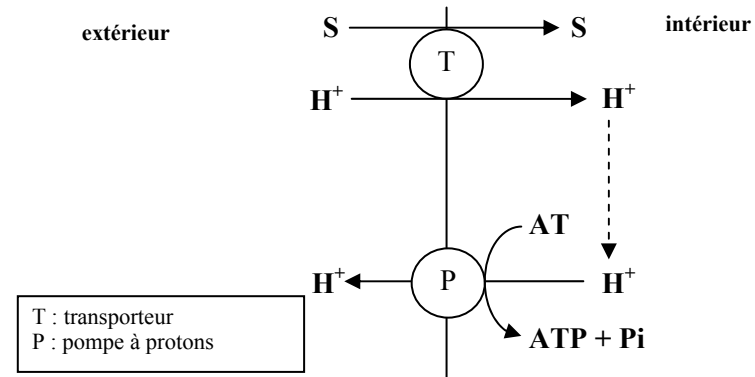 S S
extérieur intérieur
T
H⁺ H⁺
AT
H⁺ P H⁺
ATP + Pi
T : transporteur
P : pompe à protons